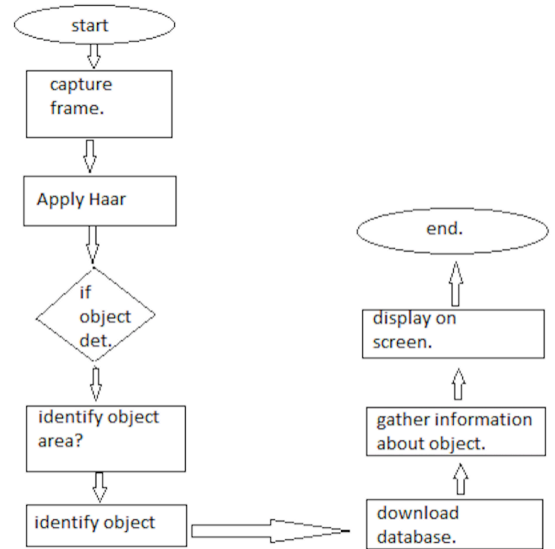 start
capture
frame.
Apply Haar
if
object
det.
identify object
area?
identify object
download
database.
gather information
about object.
display on
screen.
end.